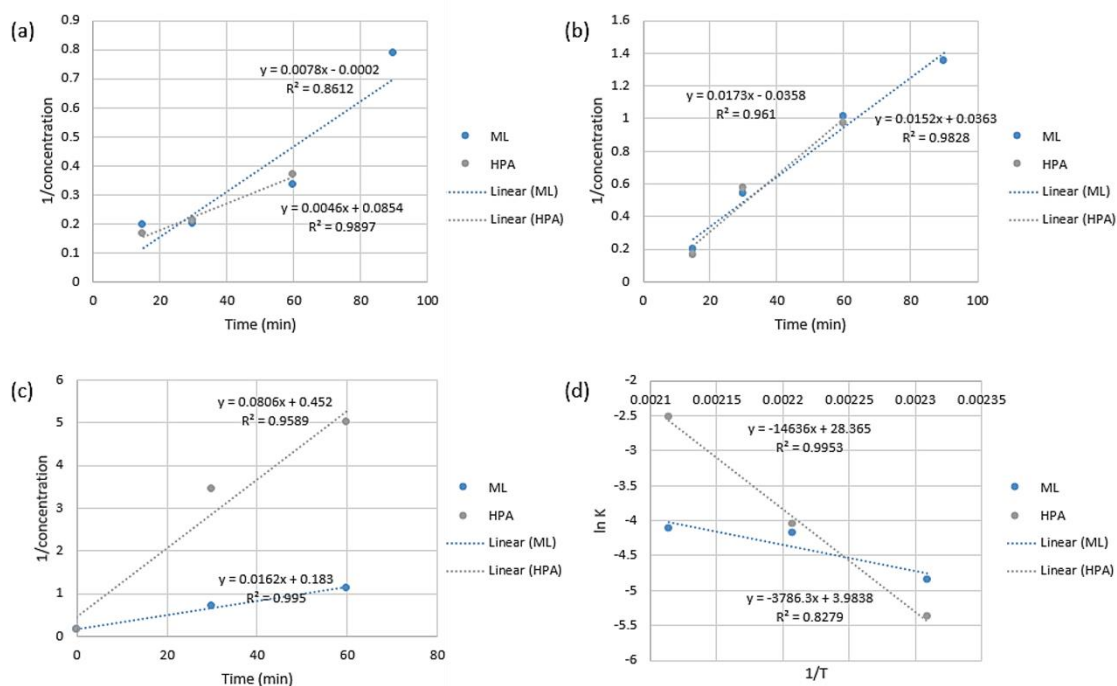 (a)
0.9
0.8
0.7
0.6
0.5
0.4
0.3
0.2
0.1
0
0 20 40 60 80 100
1/concentration
Time (min)
y = 0.0078x - 0.0002
R² = 0.8612
y = 0.0046x + 0.0854
R² = 0.9897
ML
HPA
Linear (ML)
Linear (HPA)
(b)
1.6
1.4
1.2
1
0.8
0.6
0.4
0.2
0
0 20 40 60 80 100
1/concentration
Time (min)
y = 0.0173x - 0.0358
R² = 0.961
y = 0.0152x + 0.0363
R² = 0.9828
ML
HPA
Linear (ML)
Linear (HPA)
(c)
6
5
4
3
2
1
0
0 20 40 60 80
1/concentration
Time (min)
y = 0.0806x + 0.452
R² = 0.9589
y = 0.0162x + 0.183
R² = 0.995
ML
HPA
Linear (ML)
Linear (HPA)
(d)
-2
0.0021 0.00215 0.0022 0.00225 0.0023 0.00235
-2.5
-3
-3.5
-4
-4.5
-5
-5.5
-6
ln K
1/T
y = -14636x + 28.365
R² = 0.9953
y = -3786.3x + 3.9838
R² = 0.8279
ML
HPA
Linear (ML)
Linear (HPA)